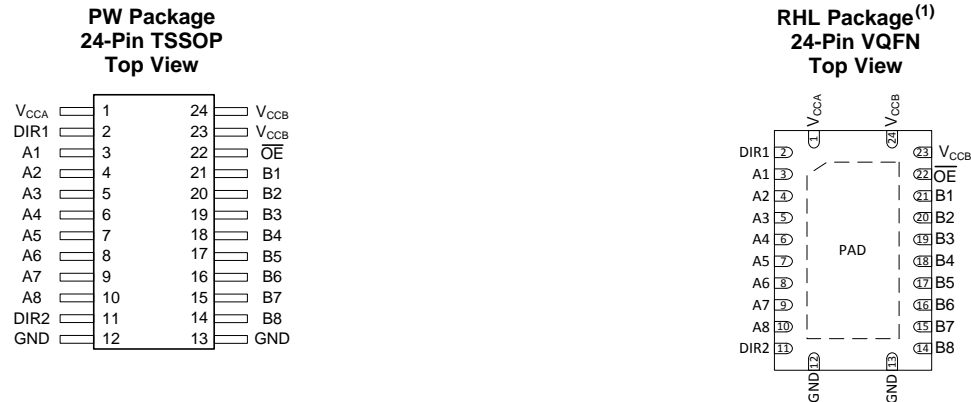 PW Package
24-Pin TSSOP
Top View
VCCA 1 24 VCCB
DIR1 2 23 VCCB
A1 3 22 OE
A2 4 21 B1
A3 5 20 B2
A4 6 19 B3
A5 7 18 B4
A6 8 17 B5
A7 9 16 B6
A8 10 15 B7
DIR2 11 14 B8
GND 12 13 GND
RHL Package(1)
24-Pin VQFN
Top View
VCCA VCCB
1 24
DIR1 2 23 VCCB
A1 3 22 OE
A2 4 21 B1
A3 5 20 B2
A4 6 19 B3
A5 7 18 B4
A6 8 17 B5
A7 9 16 B6
A8 10 15 B7
DIR2 11 14 B8
PAD
12 13
GND GND